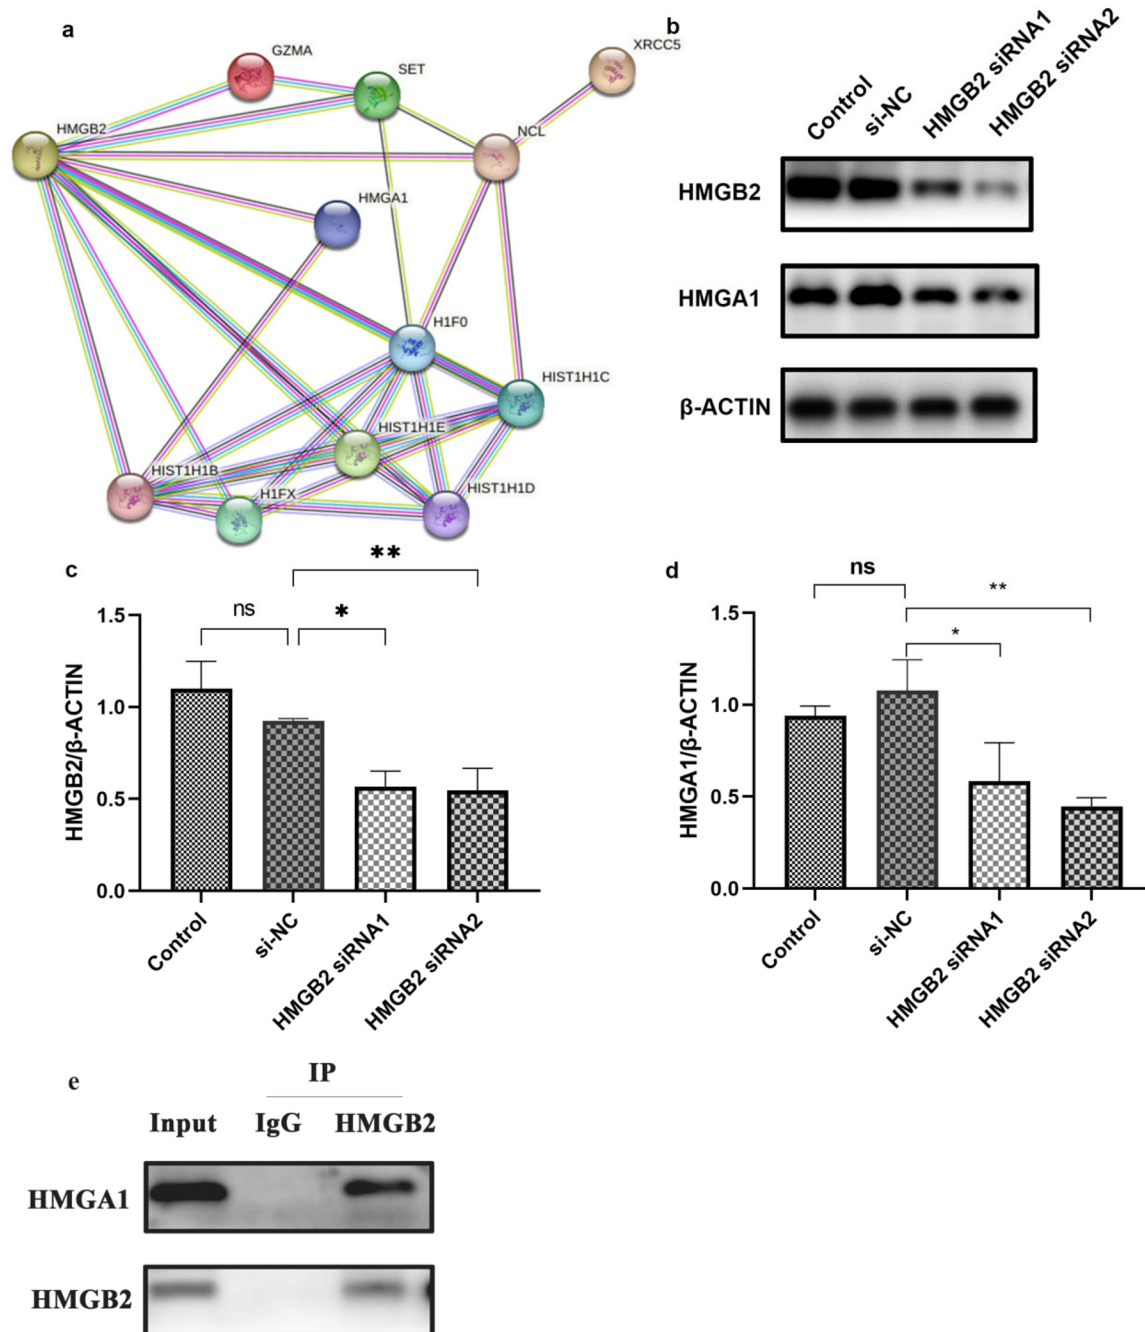 a
GZMA
SET
XRCC5
HMGB2
NCL
HMGA1
H1F0
HIST1H1C
HIST1H1E
HIST1H1B
H1FX
HIST1H1D
b
Control
si-NC
HMGB2 siRNA1
HMGB2 siRNA2
HMGB2
HMGA1
β-ACTIN
c
**
ns
*
1.5
1.0
0.5
0.0
HMGB2/β-ACTIN
Control
si-NC
HMGB2 siRNA1
HMGB2 siRNA2
d
ns
**
*
1.5
1.0
0.5
0.0
HMGA1/β-ACTIN
Control
si-NC
HMGB2 siRNA1
HMGB2 siRNA2
e
IP
Input IgG HMGB2
HMGA1
HMGB2